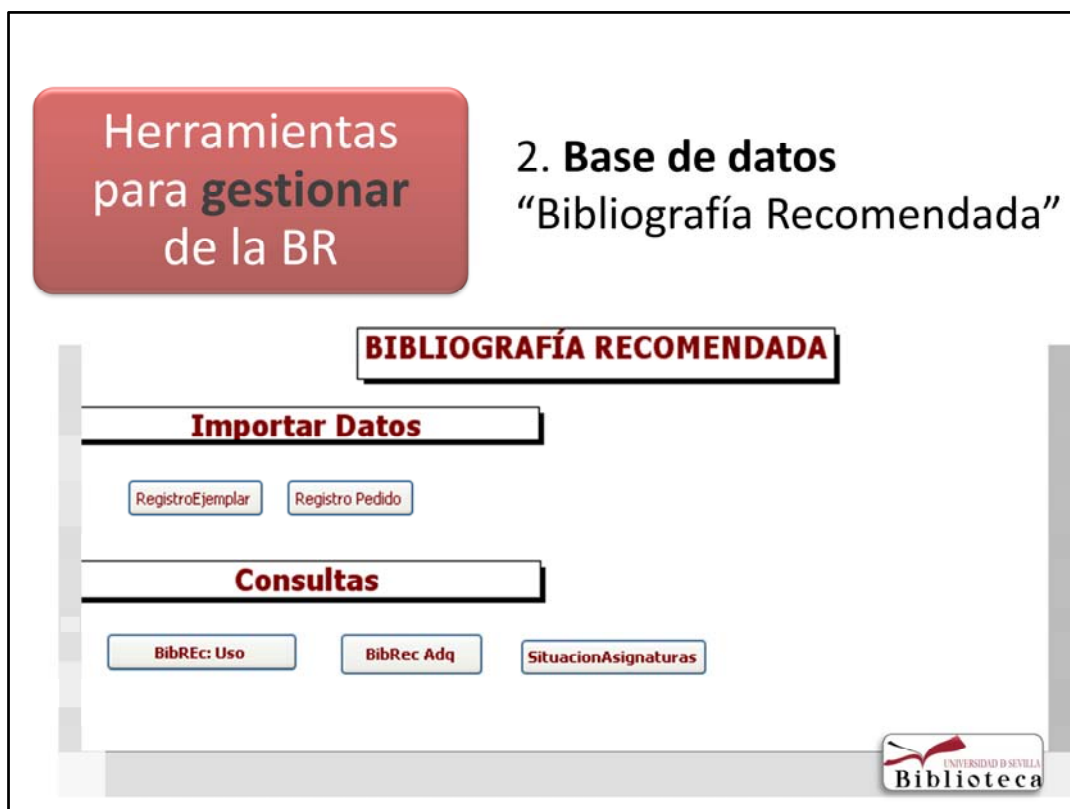 Herramientas
para gestionar
de la BR
2. Base de datos
“Bibliografía Recomendada”
BIBLIOGRAFÍA RECOMENDADA
Importar Datos
RegistroEjemplar
Registro Pedido
Consultas
BibREc: Uso
BibRec Adq
SituacionAsignaturas
UNIVERSIDAD D SEVILLA
Biblioteca